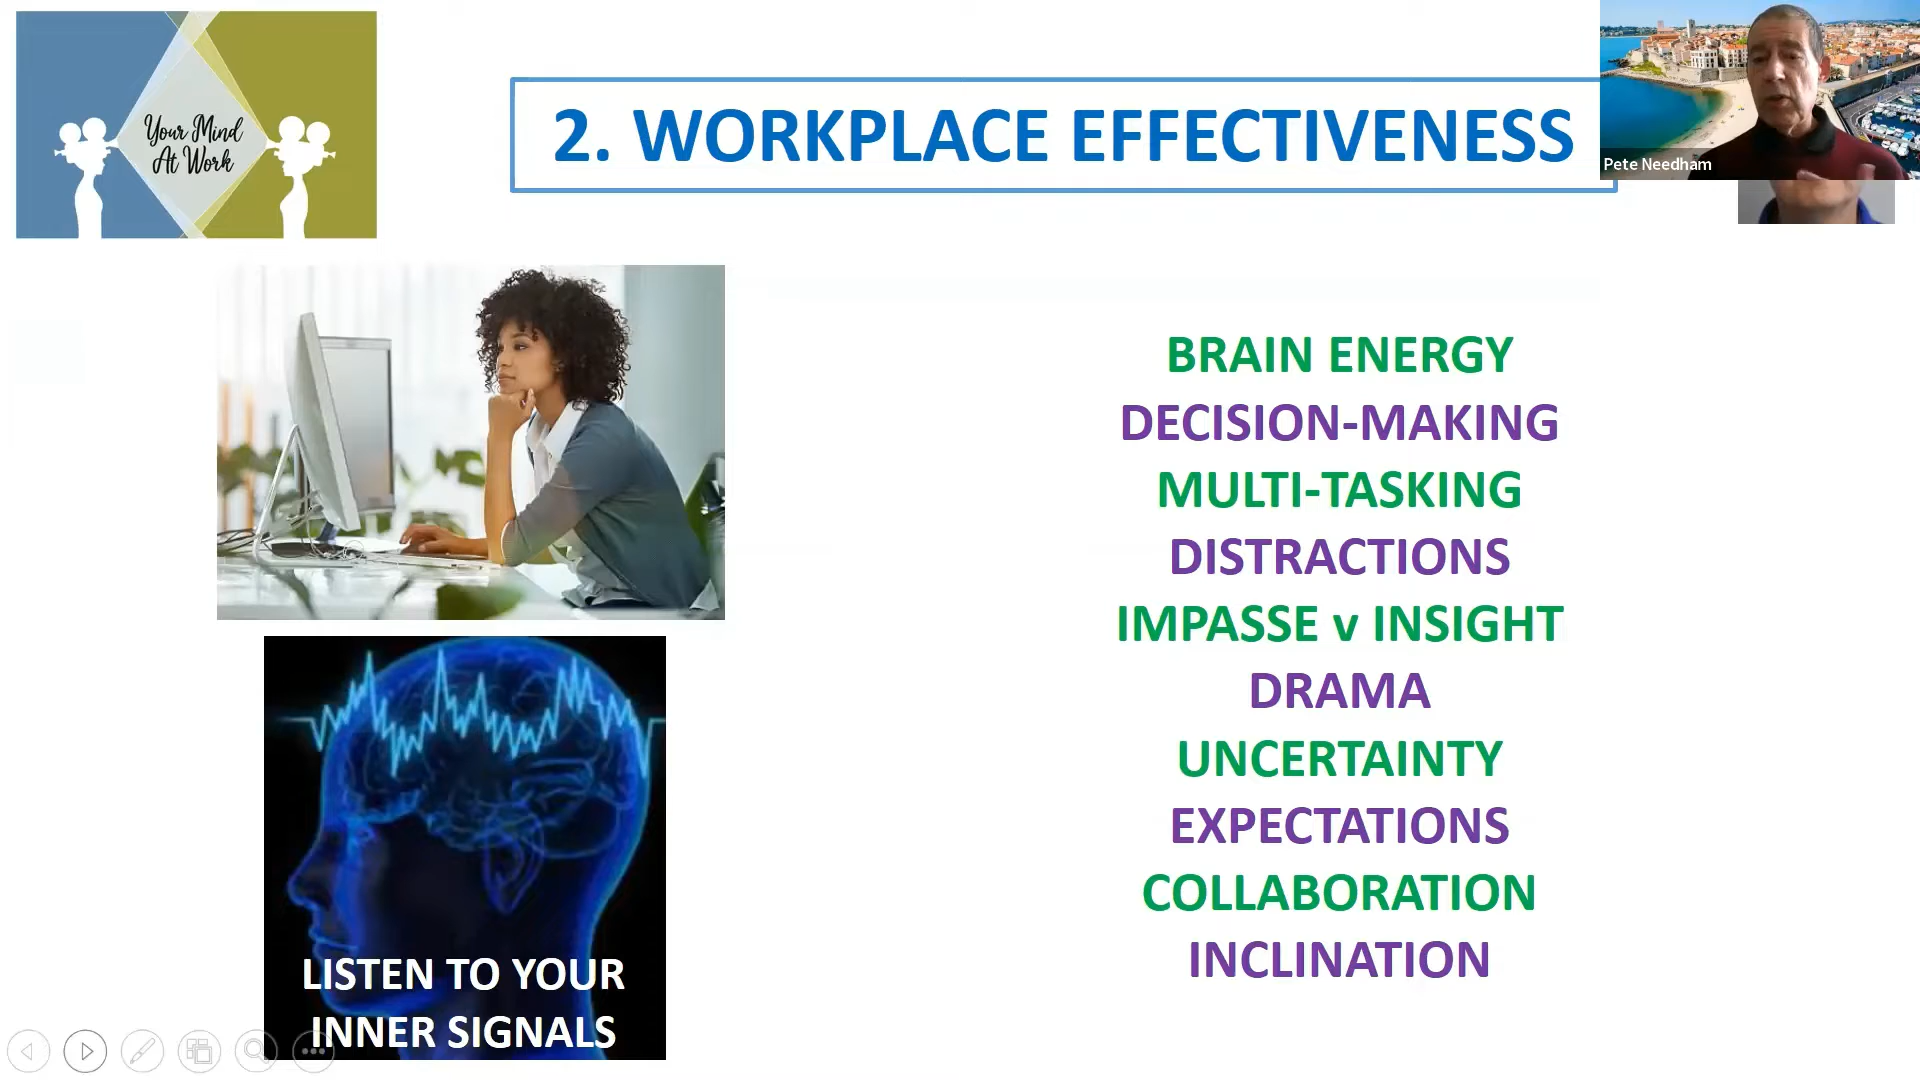 Your Mind
At Work
2. WORKPLACE EFFECTIVENESS
Pete Needham
BRAIN ENERGY
DECISION-MAKING
MULTI-TASKING
DISTRACTIONS
IMPASSE v INSIGHT
DRAMA
UNCERTAINTY
EXPECTATIONS
COLLABORATION
INCLINATION
LISTEN TO YOUR
INNER SIGNALS